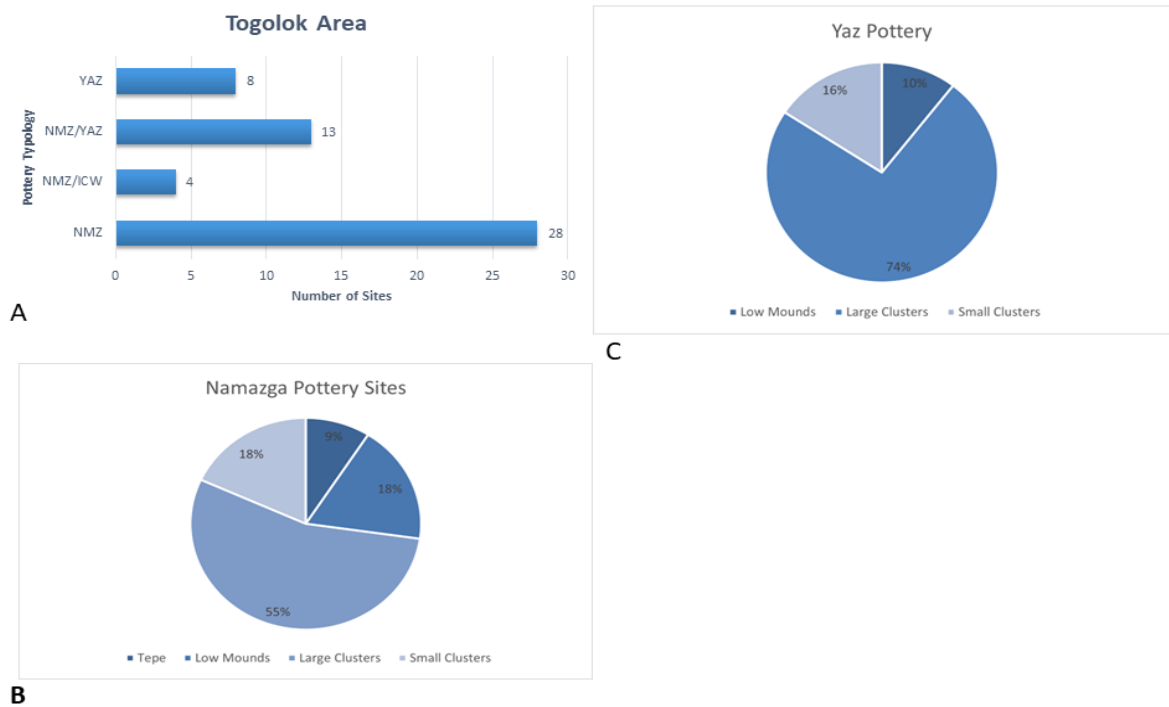 Togolok Area
Pottery Typology
YAZ
8
NMZ/YAZ
13
NMZ/ICW
4
NMZ
28
0 5 10 15 20 25 30
Number of Sites
A
Yaz Pottery
16%
10%
74%
Low Mounds Large Clusters Small Clusters
C
Namazga Pottery Sites
9%
18%
18%
55%
Tepe Low Mounds Large Clusters Small Clusters
B